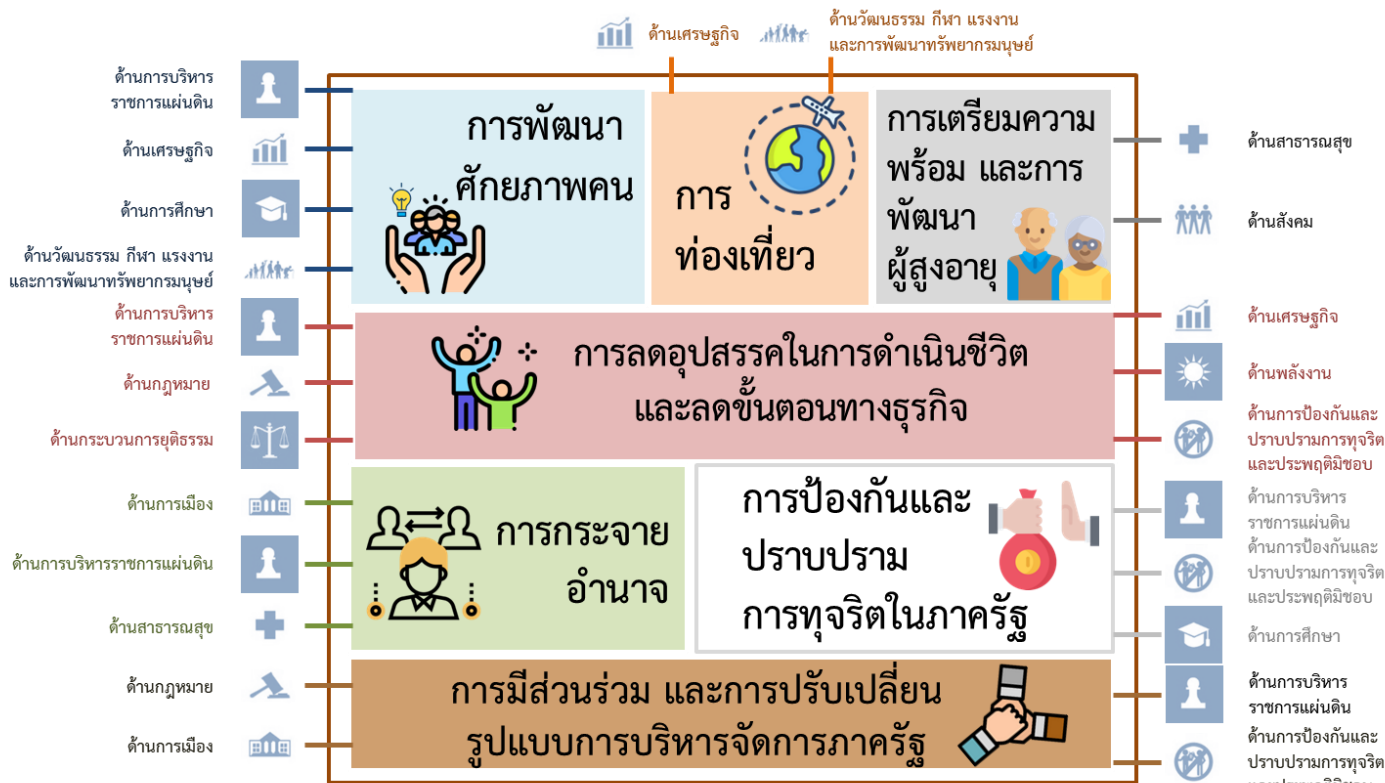 ด้านเศรษฐกิจ
ด้านวัฒนธรรม กีฬา แรงงาน
และการพัฒนาทรัพยากรมนุษย์
ด้านการบริหาร
ราชการแผ่นดิน
ด้านเศรษฐกิจ
ด้านการศึกษา
ด้านวัฒนธรรม กีฬา แรงงาน
และการพัฒนาทรัพยากรมนุษย์
การพัฒนา
ศักยภาพคน
การ
ท่องเที่ยว
การเตรียมความ
พร้อม และการ
พัฒนา
ผู้สูงอายุ
ด้านสาธารณสุข
ด้านสังคม
ด้านการบริหาร
ราชการแผ่นดิน
ด้านกฎหมาย
ด้านกระบวนการยุติธรรม
การลดอุปสรรคในการดำเนินชีวิต
และลดขั้นตอนทางธุรกิจ
ด้านเศรษฐกิจ
ด้านพลังงาน
ด้านการป้องกันและ
ปราบปรามการทุจริต
และประพฤติมิชอบ
ด้านการเมือง
ด้านการบริหารราชการแผ่นดิน
ด้านสาธารณสุข
การกระจาย
อำนาจ
การป้องกันและ
ปราบปราม
การทุจริตในภาครัฐ
ด้านการบริหาร
ราชการแผ่นดิน
ด้านการป้องกันและ
ปราบปรามการทุจริต
และประพฤติมิชอบ
ด้านการศึกษา
ด้านกฎหมาย
ด้านการเมือง
การมีส่วนร่วม และการปรับเปลี่ยน
รูปแบบการบริหารจัดการภาครัฐ
ด้านการบริหาร
ราชการแผ่นดิน
ด้านการป้องกันและ
ปราบปรามการทุจริต